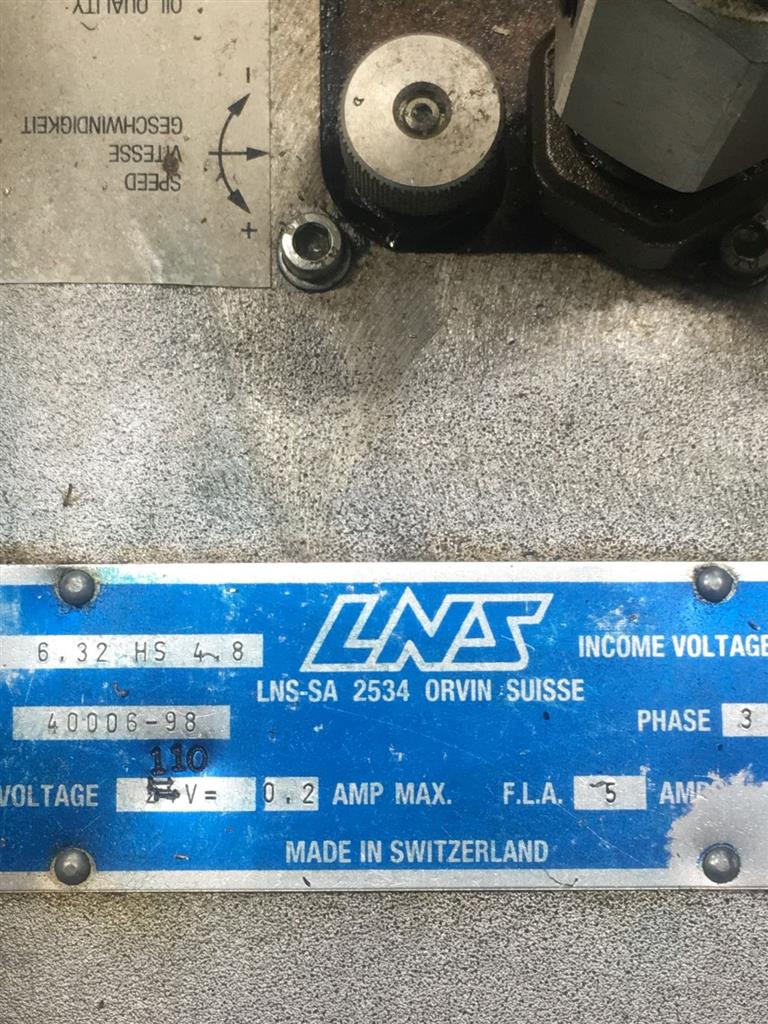 OIL QUALITY
-
GESCHWINDIGKEIT
VITESSE
SPEED
+
LNS
6.32 HS 4.8
INCOME VOLTAGE
LNS-SA 2534 ORVIN SUISSE
40006-98
PHASE 3
110
VOLTAGE V= 0.2 AMP MAX. F.L.A. 5
MADE IN SWITZERLAND